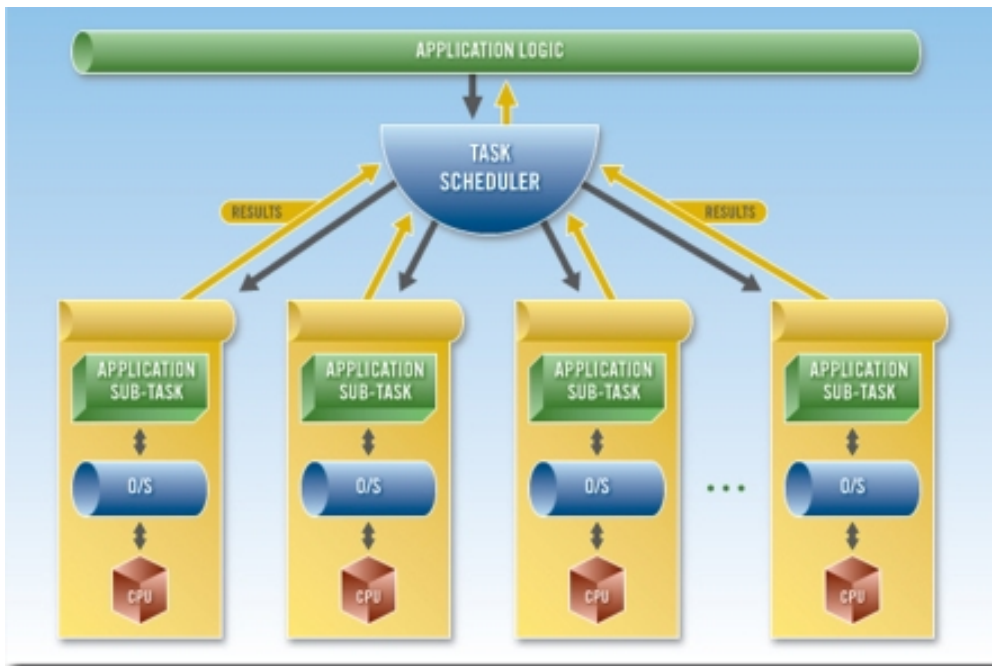 APPLICATION LOGIC
TASK
SCHEDULER
RESULTS
RESULTS
APPLICATION
SUB-TASK
APPLICATION
SUB-TASK
APPLICATION
SUB-TASK
APPLICATION
SUB-TASK
O/S
O/S
O/S
O/S
CPU
CPU
CPU
CPU